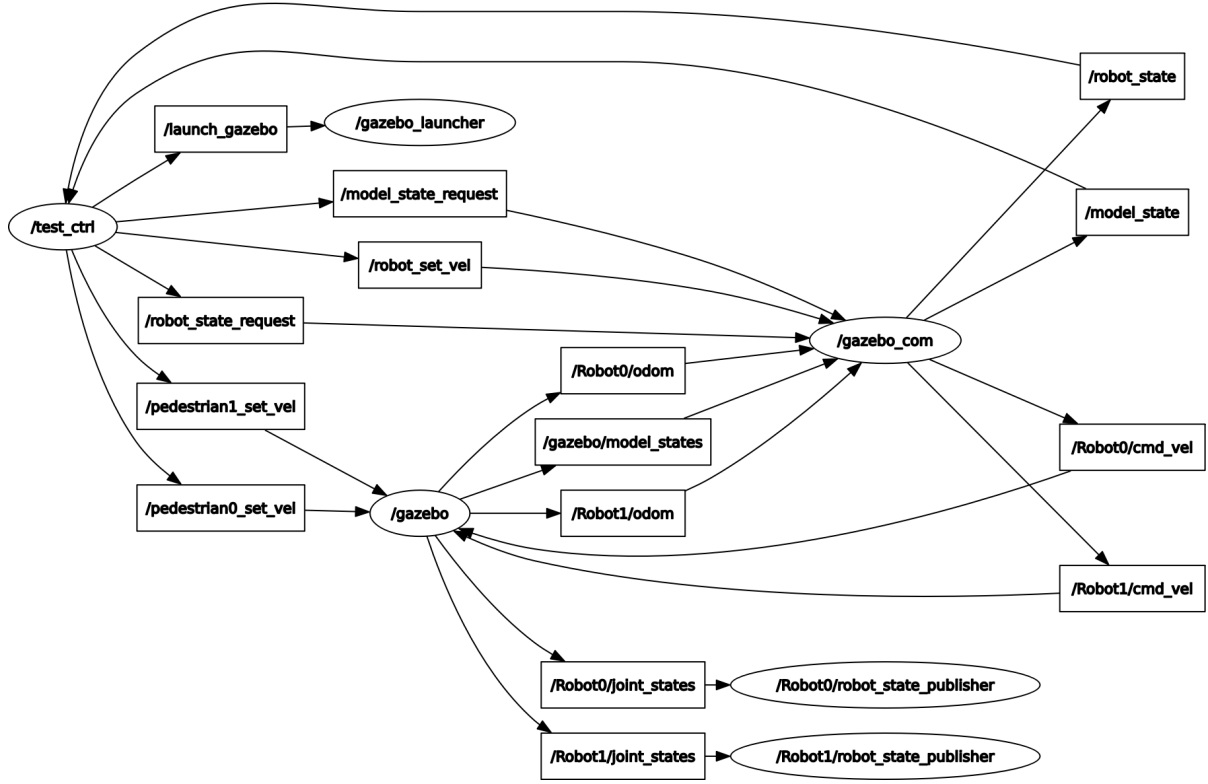 /robot_state
/launch_gazebo
/gazebo_launcher
/model_state_request
/model_state
/test_ctrl
/robot_set_vel
/robot_state_request
/gazebo_com
/Robot0/odom
/pedestrian1_set_vel
/gazebo/model_states
/Robot0/cmd_vel
/pedestrian0_set_vel
/gazebo
/Robot1/odom
/Robot1/cmd_vel
/Robot0/joint_states
/Robot0/robot_state_publisher
/Robot1/joint_states
/Robot1/robot_state_publisher